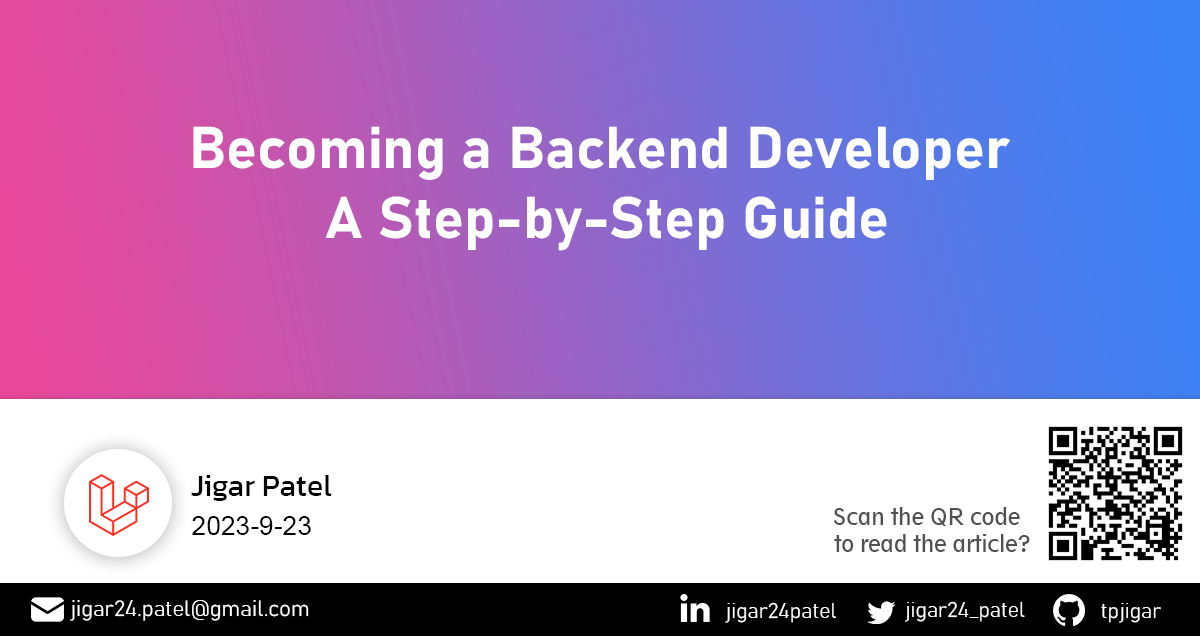 Becoming a Backend Developer
A Step-by-Step Guide
Jigar Patel
2023-9-23
Scan the QR code
to read the article?
jigar24.patel@gmail.com
jigar24patel
jigar24_patel
tpjigar